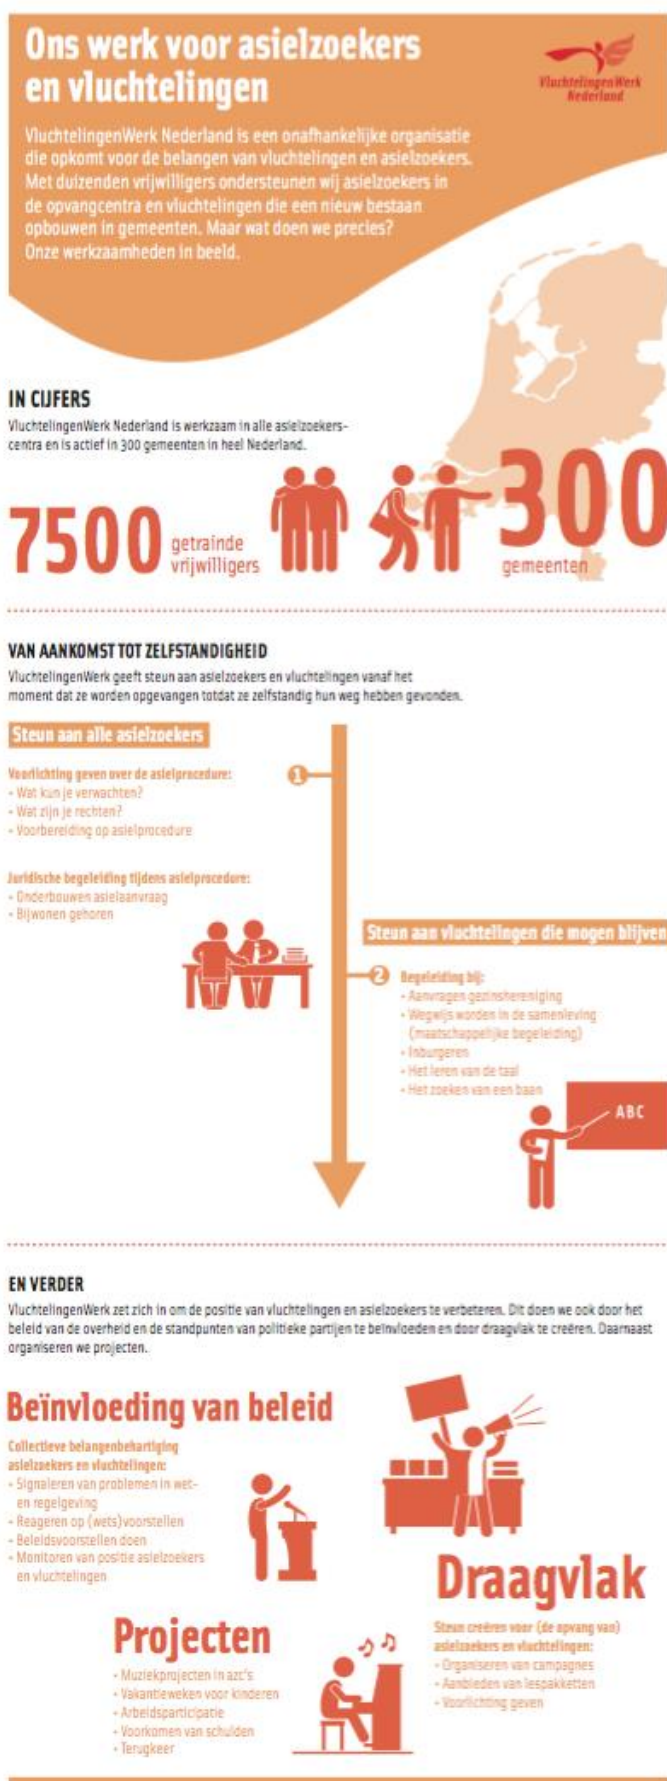 Ons werk voor asielzoekers
en vluchtelingen
VluchtelingenWerk
Nederland
VluchtelingenWerk Nederland is een onafhankelijke organisatie
die opkomt voor de belangen van vluchtelingen en asielzoekers.
Met duizenden vrijwilligers ondersteunen wij asielzoekers in
de opvangcentra en vluchtelingen die een nieuw bestaan
opbouwen in gemeenten. Maar wat doen we precies?
Onze werkzaamheden in beeld.
IN CIJFERS
VluchtelingenWerk Nederland is werkzaam in alle asielzoekers-
centra en is actief in 300 gemeenten in heel Nederland.
7500 getrainde
vrijwilligers
300
gemeenten
VAN AANKOMST TOT ZELFSTANDIGHEID
VluchtelingenWerk geeft steun aan asielzoekers en vluchtelingen vanaf het
moment dat ze worden opgevangen totdat ze zelfstandig hun weg hebben gevonden.
Steun aan alle asielzoekers
1
Voorlichting geven over de asielprocedure:
- Wat kun je verwachten?
- Wat zijn je rechten?
- Voorbereiding op asielprocedure
Juridische begeleiding tijdens asielprocedure:
- Onderbouwen asielaanvraag
- Bijwonen gehoren
Steun aan vluchtelingen die mogen blijven
2
Begeleiding bij:
- Aanvragen gezinshereniging
- Wegwijs worden in de samenleving
(maatschappelijke begeleiding)
- Inburgeren
- Het leren van de taal
- Het zoeken van een baan
ABC
EN VERDER
VluchtelingenWerk zet zich in om de positie van vluchtelingen en asielzoekers te verbeteren. Dit doen we ook door het
beleid van de overheid en de standpunten van politieke partijen te beïnvloeden en door draagvlak te creëren. Daarnaast
organiseren we projecten.
Beïnvloeding van beleid
Collectieve belangenbehartiging
asielzoekers en vluchtelingen:
- Signaleren van problemen in wet-
en regelgeving
- Reageren op (wets)voorstellen
- Beleidsvoorstellen doen
- Monitoren van positie asielzoekers
en vluchtelingen
Draagvlak
Steun creëren voor (de opvang van)
asielzoekers en vluchtelingen:
- Organiseren van campagnes
- Aanbieden van lespakketten
- Voorlichting geven
Projecten
- Muziekprojecten in azc's
- Vakantieweken voor kinderen
- Arbeidsparticipatie
- Voorkomen van schulden
- Terugkeer